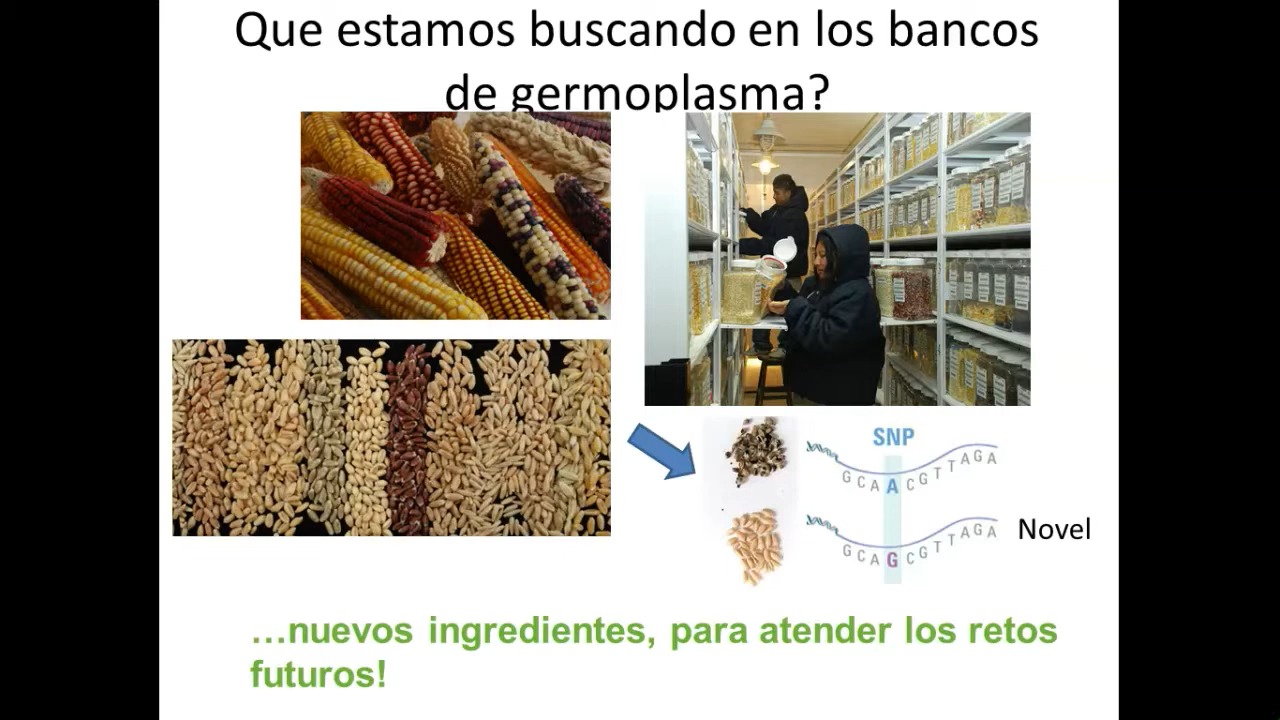 Que estamos buscando en los bancos
de germoplasma?
SNP
GCAACGTTAGA
GCAGCGTTAGA
Novel
...nuevos ingredientes, para atender los retos
futuros!